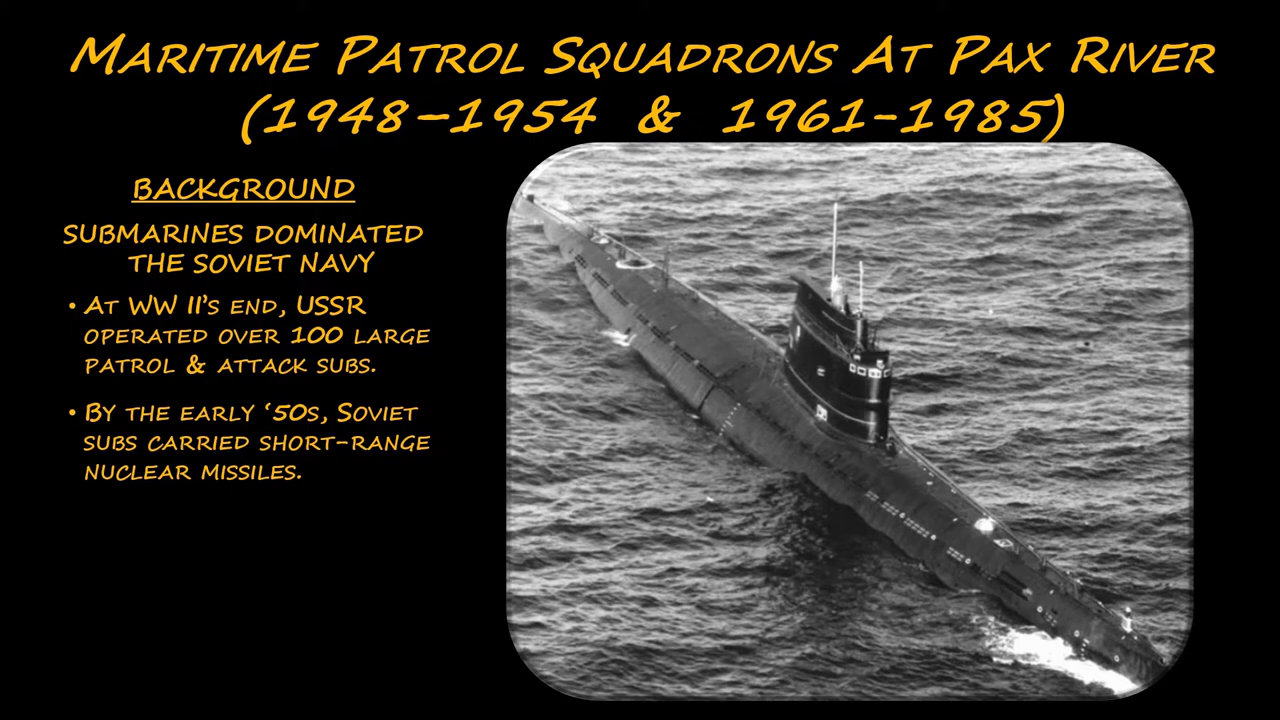 Maritime Patrol Squadrons At Pax River
(1948–1954 & 1961-1985)
BACKGROUND
SUBMARINES DOMINATED
THE SOVIET NAVY
• At WW II's end, USSR
operated over 100 large
patrol & attack subs.
• By the early '50s, Soviet
subs carried short-range
nuclear missiles.